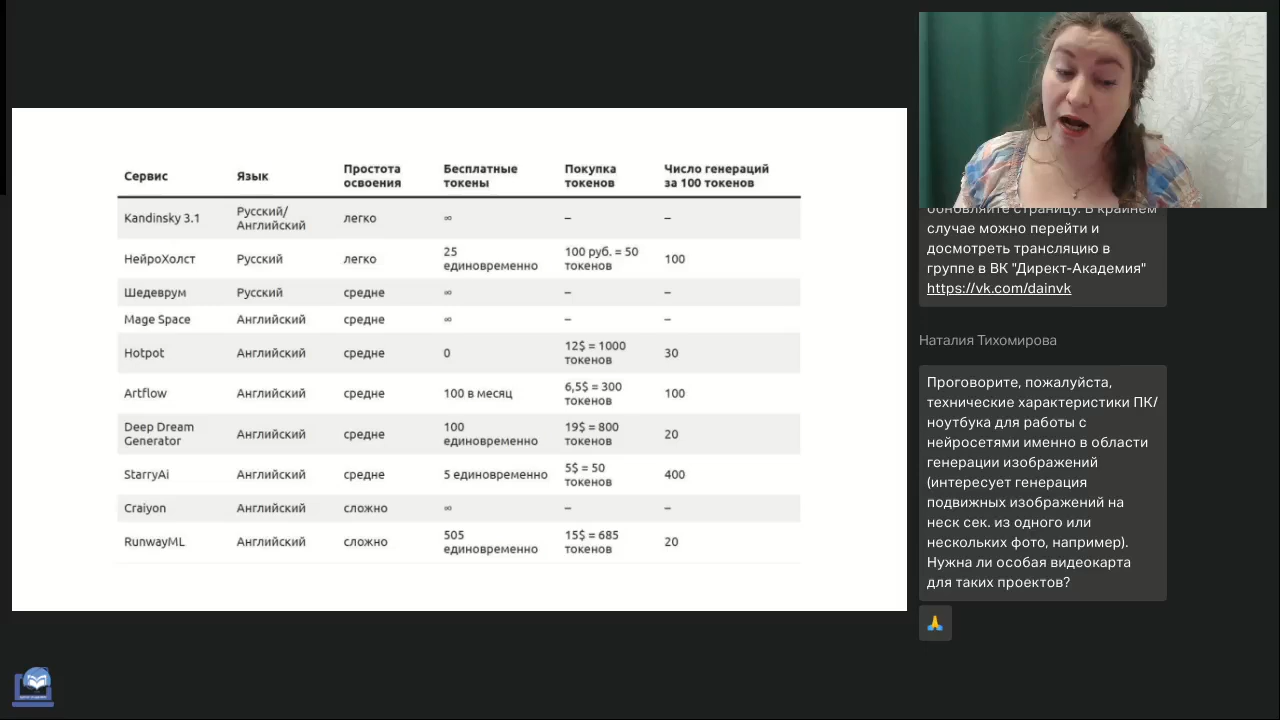 Сервис Язык Простота освоения Бесплатные токены Покупка токенов Число генераций за 100 токенов
Kandinsky 3.1 Русский/Английский легко ∞ – –
НейроХолст Русский легко 25 единовременно 100 руб. = 50 токенов 100
Шедеврум Русский средне ∞ – –
Mage Space Английский средне ∞ – –
Hotpot Английский средне 0 12$ = 1000 токенов 30
Artflow Английский средне 100 в месяц 6,5$ = 300 токенов 100
Deep Dream Generator Английский средне 100 единовременно 19$ = 800 токенов 20
StarryAi Английский средне 5 единовременно 5$ = 50 токенов 400
Craiyon Английский сложно ∞ – –
RunwayML Английский сложно 505 единовременно 15$ = 685 токенов 20
обновляйте страницу. В крайнем
случае можно перейти и
досмотреть трансляцию в
группе в ВК "Директ-Академия"
https://vk.com/dainvk
Наталия Тихомирова
Проговорите, пожалуйста,
технические характеристики ПК/
ноутбука для работы с
нейросетями именно в области
генерации изображений
(интересует генерация
подвижных изображений на
неск сек. из одного или
нескольких фото, например).
Нужна ли особая видеокарта
для таких проектов?
🙏